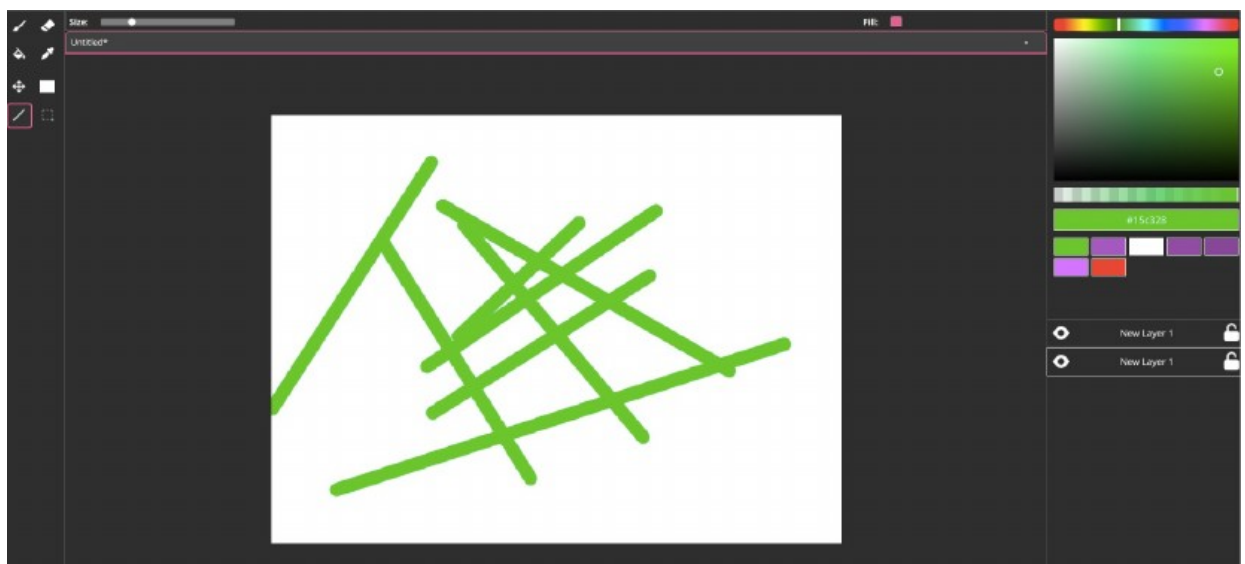 Size:
Fill:
Untitled*
#15c328
New Layer 1
New Layer 1